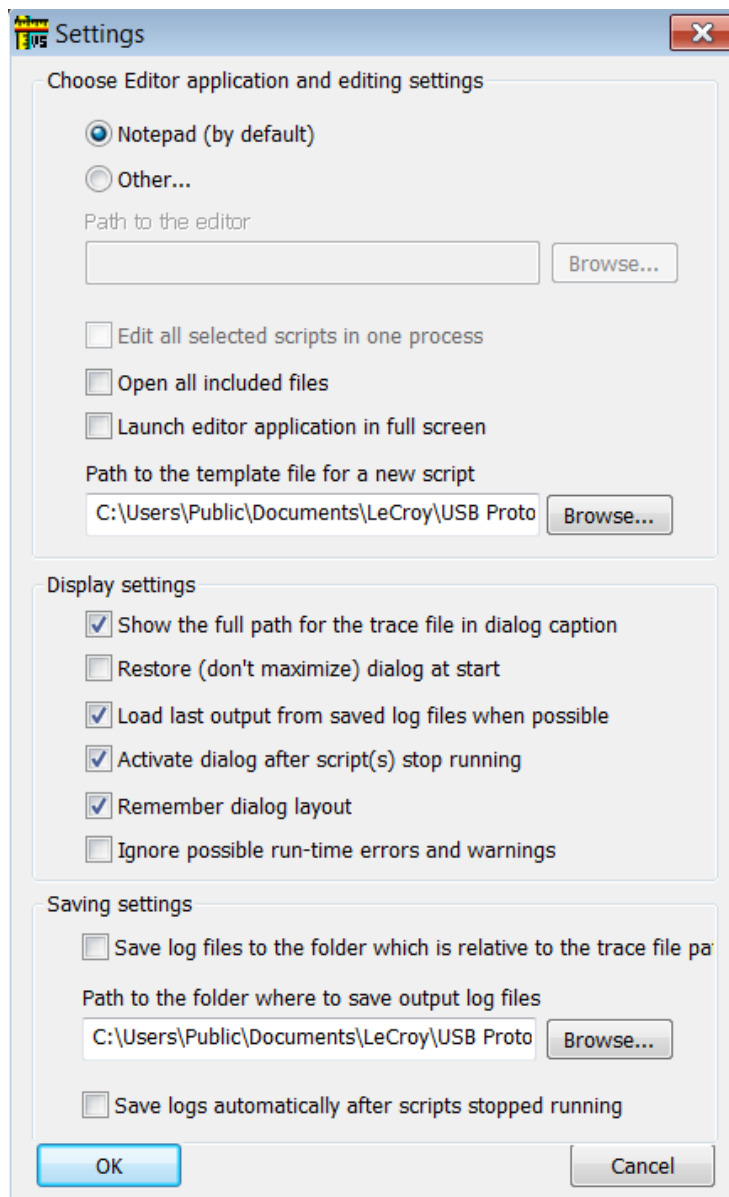 Settings
Choose Editor application and editing settings
Notepad (by default)
Other...
Path to the editor
Browse...
Edit all selected scripts in one process
Open all included files
Launch editor application in full screen
Path to the template file for a new script
C:\Users\Public\Documents\LeCroy\USB Proto Browse...
Display settings
Show the full path for the trace file in dialog caption
Restore (don't maximize) dialog at start
Load last output from saved log files when possible
Activate dialog after script(s) stop running
Remember dialog layout
Ignore possible run-time errors and warnings
Saving settings
Save log files to the folder which is relative to the trace file pa
Path to the folder where to save output log files
C:\Users\Public\Documents\LeCroy\USB Proto Browse...
Save logs automatically after scripts stopped running
OK Cancel